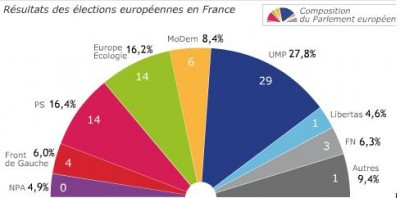 Résultats des élections européennes en France
Composition
du Parlement européen
MoDem 8,4%
Europe
Écologie 16,2%
UMP 27,8%
PS 16,4%
Libertas 4,6%
FN 6,3%
Front 6,0%
de Gauche
Autres
9,4%
NPA 4,9%
0
4
14
14
6
29
1
3
1